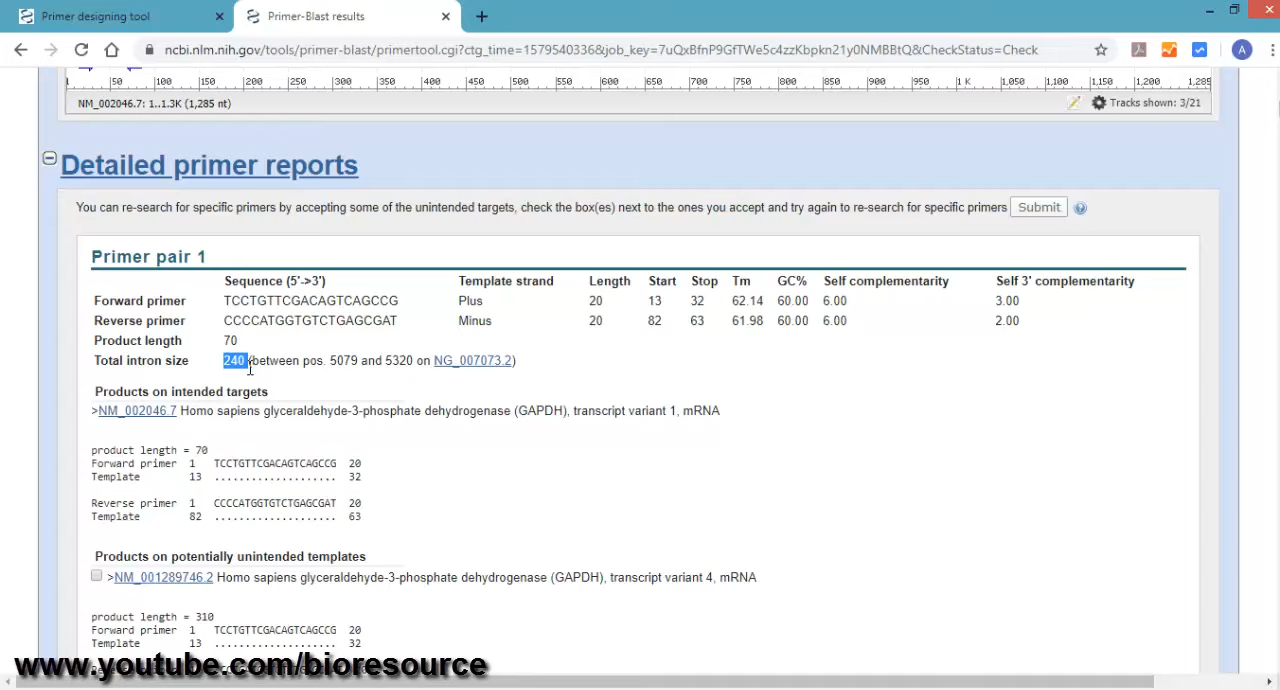 Primer designing tool
Primer-Blast results
ncbi.nlm.nih.gov/tools/primer-blast/primertool.cgi?ctg_time=1579540336&job_key=7uQxBfnP9GfTWe5c4zzKbpkn21y0NMBBtQ&CheckStatus=Check
A
50 100 150 200 250 300 350 400 450 500 550 600 650 700 750 800 850 900 950 1 K 1,050 1,100 1,150 1,200 1,285
NM_002046.7: 1..1.3K (1,285 nt)
Tracks shown: 3/21
Detailed primer reports
You can re-search for specific primers by accepting some of the unintended targets, check the box(es) next to the ones you accept and try again to re-search for specific primers Submit
Primer pair 1
Sequence (5'->3') Template strand Length Start Stop Tm GC% Self complementarity Self 3' complementarity
Forward primer TCCTGTTCGACAGTCAGCCG Plus 20 13 32 62.14 60.00 6.00 3.00
Reverse primer CCCCATGGTGTCTGAGCGAT Minus 20 82 63 61.98 60.00 6.00 2.00
Product length 70
Total intron size 240 (between pos. 5079 and 5320 on NG_007073.2)
Products on intended targets
>NM_002046.7 Homo sapiens glyceraldehyde-3-phosphate dehydrogenase (GAPDH), transcript variant 1, mRNA
product length = 70
Forward primer 1 TCCTGTTCGACAGTCAGCCG 20
Template 13 .................... 32
Reverse primer 1 CCCCATGGTGTCTGAGCGAT 20
Template 82 .................... 63
Products on potentially unintended templates
>NM_001289746.2 Homo sapiens glyceraldehyde-3-phosphate dehydrogenase (GAPDH), transcript variant 4, mRNA
product length = 310
Forward primer 1 TCCTGTTCGACAGTCAGCCG 20
Template 13 .................... 32
www.youtube.com/bioresource